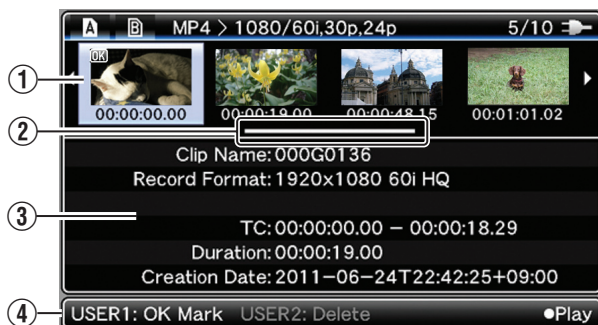 A B MP4 > 1080/60i,30p,24p 5/10
OK
00:00:00.00 00:00:19.00 00:00:48.15 00:01:01.02
Clip Name: 000G0136
Record Format: 1920x1080 60i HQ
TC: 00:00:00.00 – 00:00:18.29
Duration: 00:00:19.00
Creation Date: 2011-06-24T22:42:25+09:00
USER1: OK Mark USER2: Delete ●Play
1
2
3
4